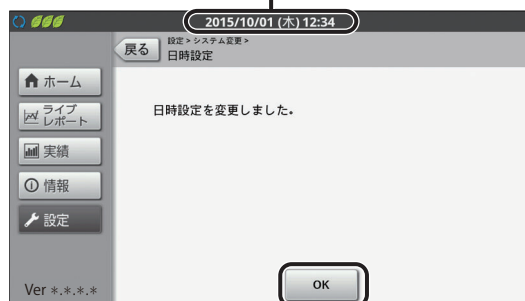 2015/10/01 (木) 12:34
戻る
設定 > システム変更 >
日時設定
ホーム
ライブ
レポート
実績
情報
設定
日時設定を変更しました。
OK
Ver *.*.*.*